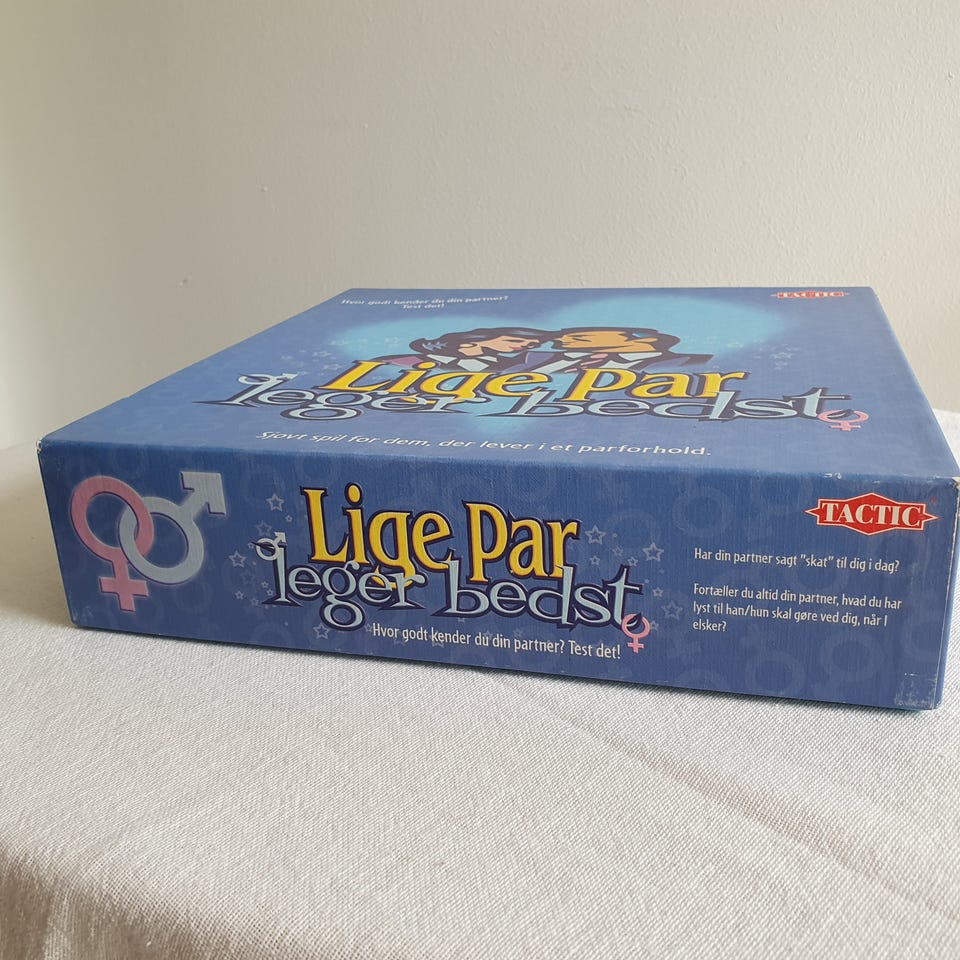 Hvor godt kender du din partner?
Test det!
TACTIC
Lige Par
leger bedst
Sjovt spil for dem, der lever i et parforhold.
Lige Par
leger bedst
Hvor godt kender du din partner? Test det!
TACTIC
Har din partner sagt "skat" til dig i dag?
Fortæller du altid din partner, hvad du har
lyst til han/hun skal gøre ved dig, når I
elsker?